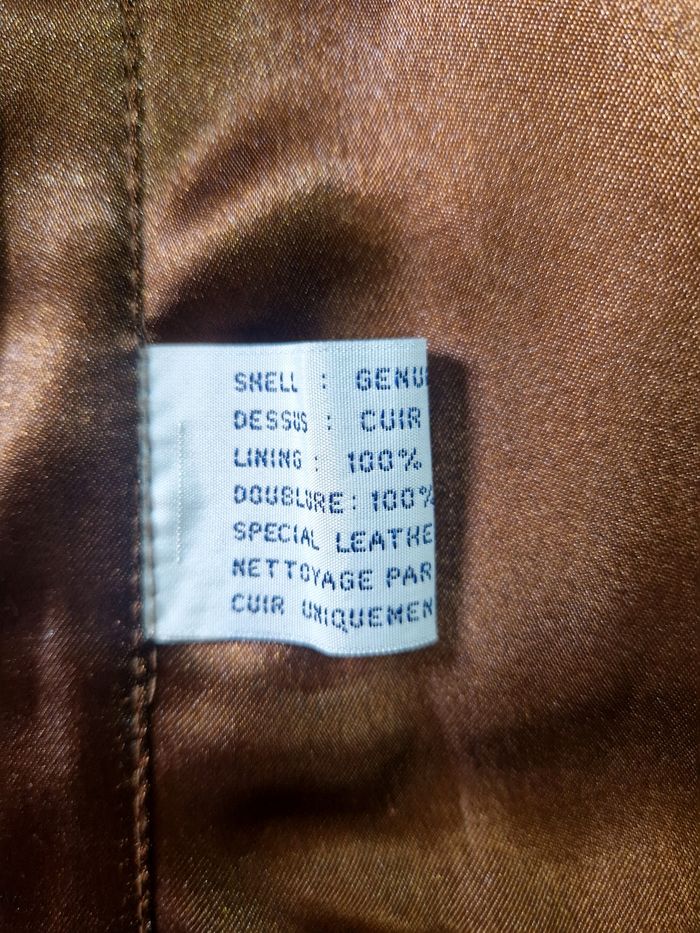 SHELL : GENU
DESSUS : CUIR
LINING : 100%
DOUBLURE : 100%
SPECIAL LEATHE
NETTOYAGE PAR
CUIR UNIQUEMEN